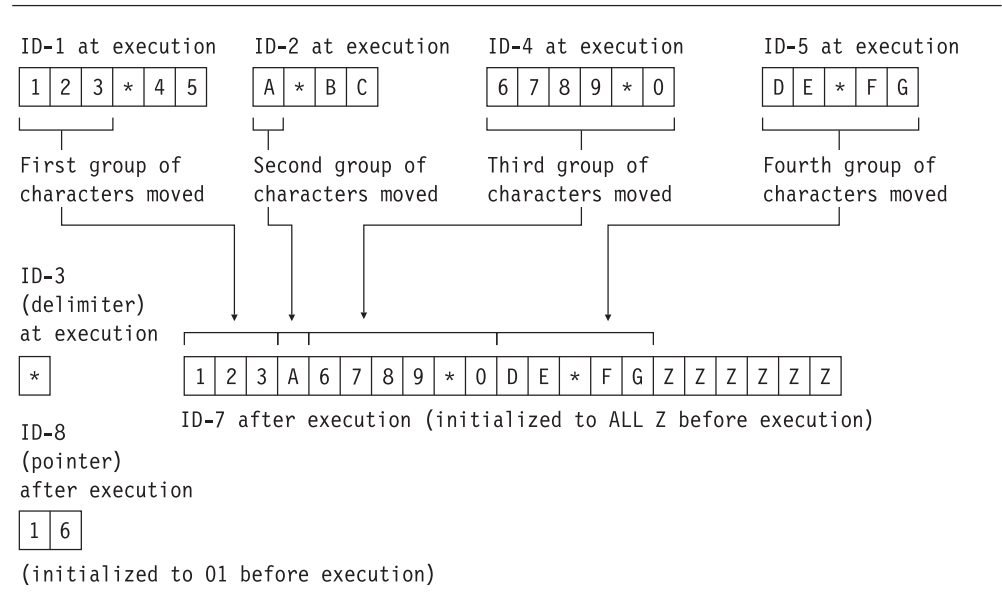 ID-1 at execution ID-2 at execution ID-4 at execution ID-5 at execution
1 2 3 * 4 5 A * B C 6 7 8 9 * 0 D E * F G
First group of Second group of Third group of Fourth group of
characters moved characters moved characters moved characters moved
ID-3
(delimiter)
at execution
* 1 2 3 A 6 7 8 9 * 0 D E * F G Z Z Z Z Z Z
ID-7 after execution (initialized to ALL Z before execution)
ID-8
(pointer)
after execution
1 6
(initialized to 01 before execution)